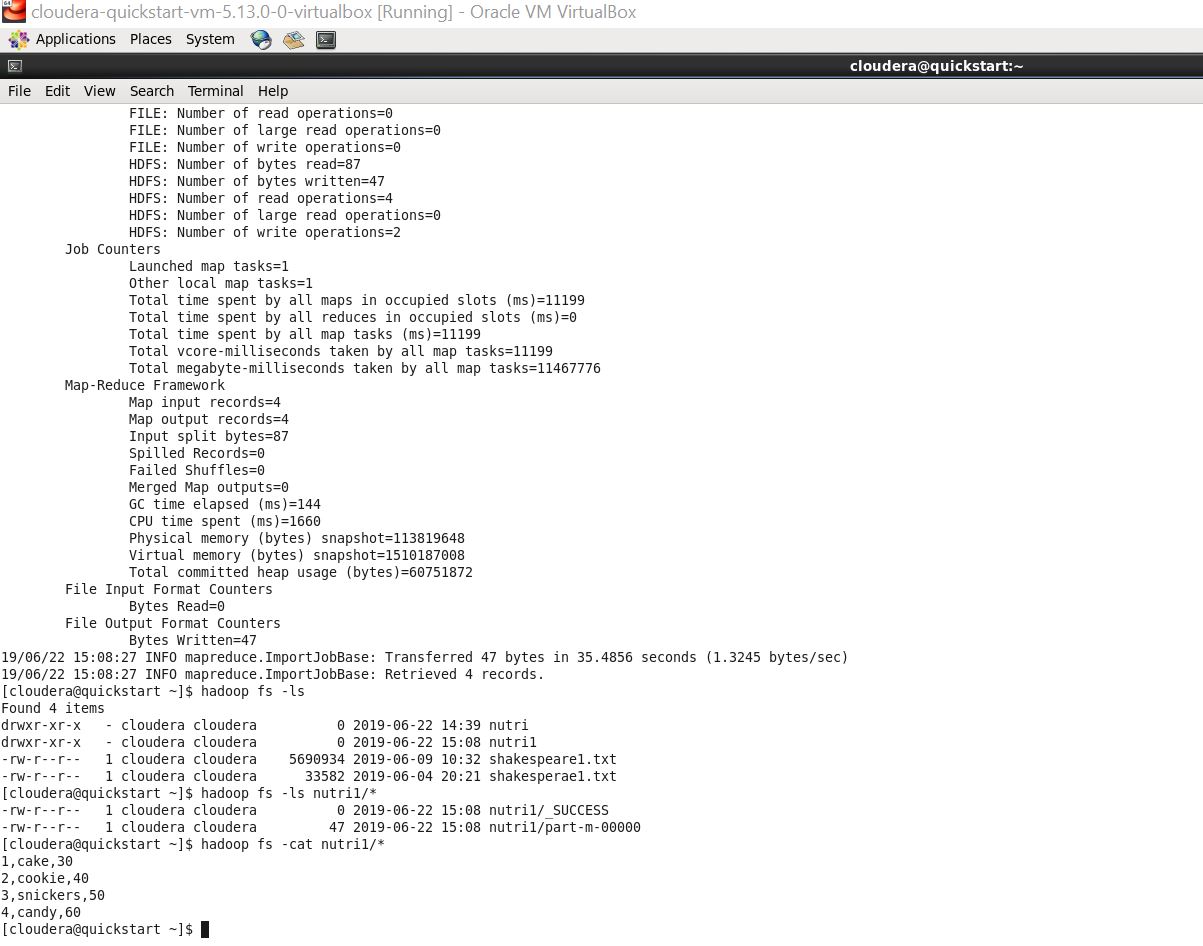 cloudera-quickstart-vm-5.13.0-0-virtualbox [Running] - Oracle VM VirtualBox
Applications Places System
cloudera@quickstart:~
File Edit View Search Terminal Help
FILE: Number of read operations=0
FILE: Number of large read operations=0
FILE: Number of write operations=0
HDFS: Number of bytes read=87
HDFS: Number of bytes written=47
HDFS: Number of read operations=4
HDFS: Number of large read operations=0
HDFS: Number of write operations=2
Job Counters
Launched map tasks=1
Other local map tasks=1
Total time spent by all maps in occupied slots (ms)=11199
Total time spent by all reduces in occupied slots (ms)=0
Total time spent by all map tasks (ms)=11199
Total vcore-milliseconds taken by all map tasks=11199
Total megabyte-milliseconds taken by all map tasks=11467776
Map-Reduce Framework
Map input records=4
Map output records=4
Input split bytes=87
Spilled Records=0
Failed Shuffles=0
Merged Map outputs=0
GC time elapsed (ms)=144
CPU time spent (ms)=1660
Physical memory (bytes) snapshot=113819648
Virtual memory (bytes) snapshot=1510187008
Total committed heap usage (bytes)=60751872
File Input Format Counters
Bytes Read=0
File Output Format Counters
Bytes Written=47
19/06/22 15:08:27 INFO mapreduce.ImportJobBase: Transferred 47 bytes in 35.4856 seconds (1.3245 bytes/sec)
19/06/22 15:08:27 INFO mapreduce.ImportJobBase: Retrieved 4 records.
[cloudera@quickstart ~]$ hadoop fs -ls
Found 4 items
drwxr-xr-x   - cloudera cloudera          0 2019-06-22 14:39 nutri
drwxr-xr-x   - cloudera cloudera          0 2019-06-22 15:08 nutri1
-rw-r--r--   1 cloudera cloudera    5690934 2019-06-09 10:32 shakespeare1.txt
-rw-r--r--   1 cloudera cloudera      33582 2019-06-04 20:21 shakesperae1.txt
[cloudera@quickstart ~]$ hadoop fs -ls nutri1/*
-rw-r--r--   1 cloudera cloudera          0 2019-06-22 15:08 nutri1/_SUCCESS
-rw-r--r--   1 cloudera cloudera         47 2019-06-22 15:08 nutri1/part-m-00000
[cloudera@quickstart ~]$ hadoop fs -cat nutri1/*
1,cake,30
2,cookie,40
3,snickers,50
4,candy,60
[cloudera@quickstart ~]$